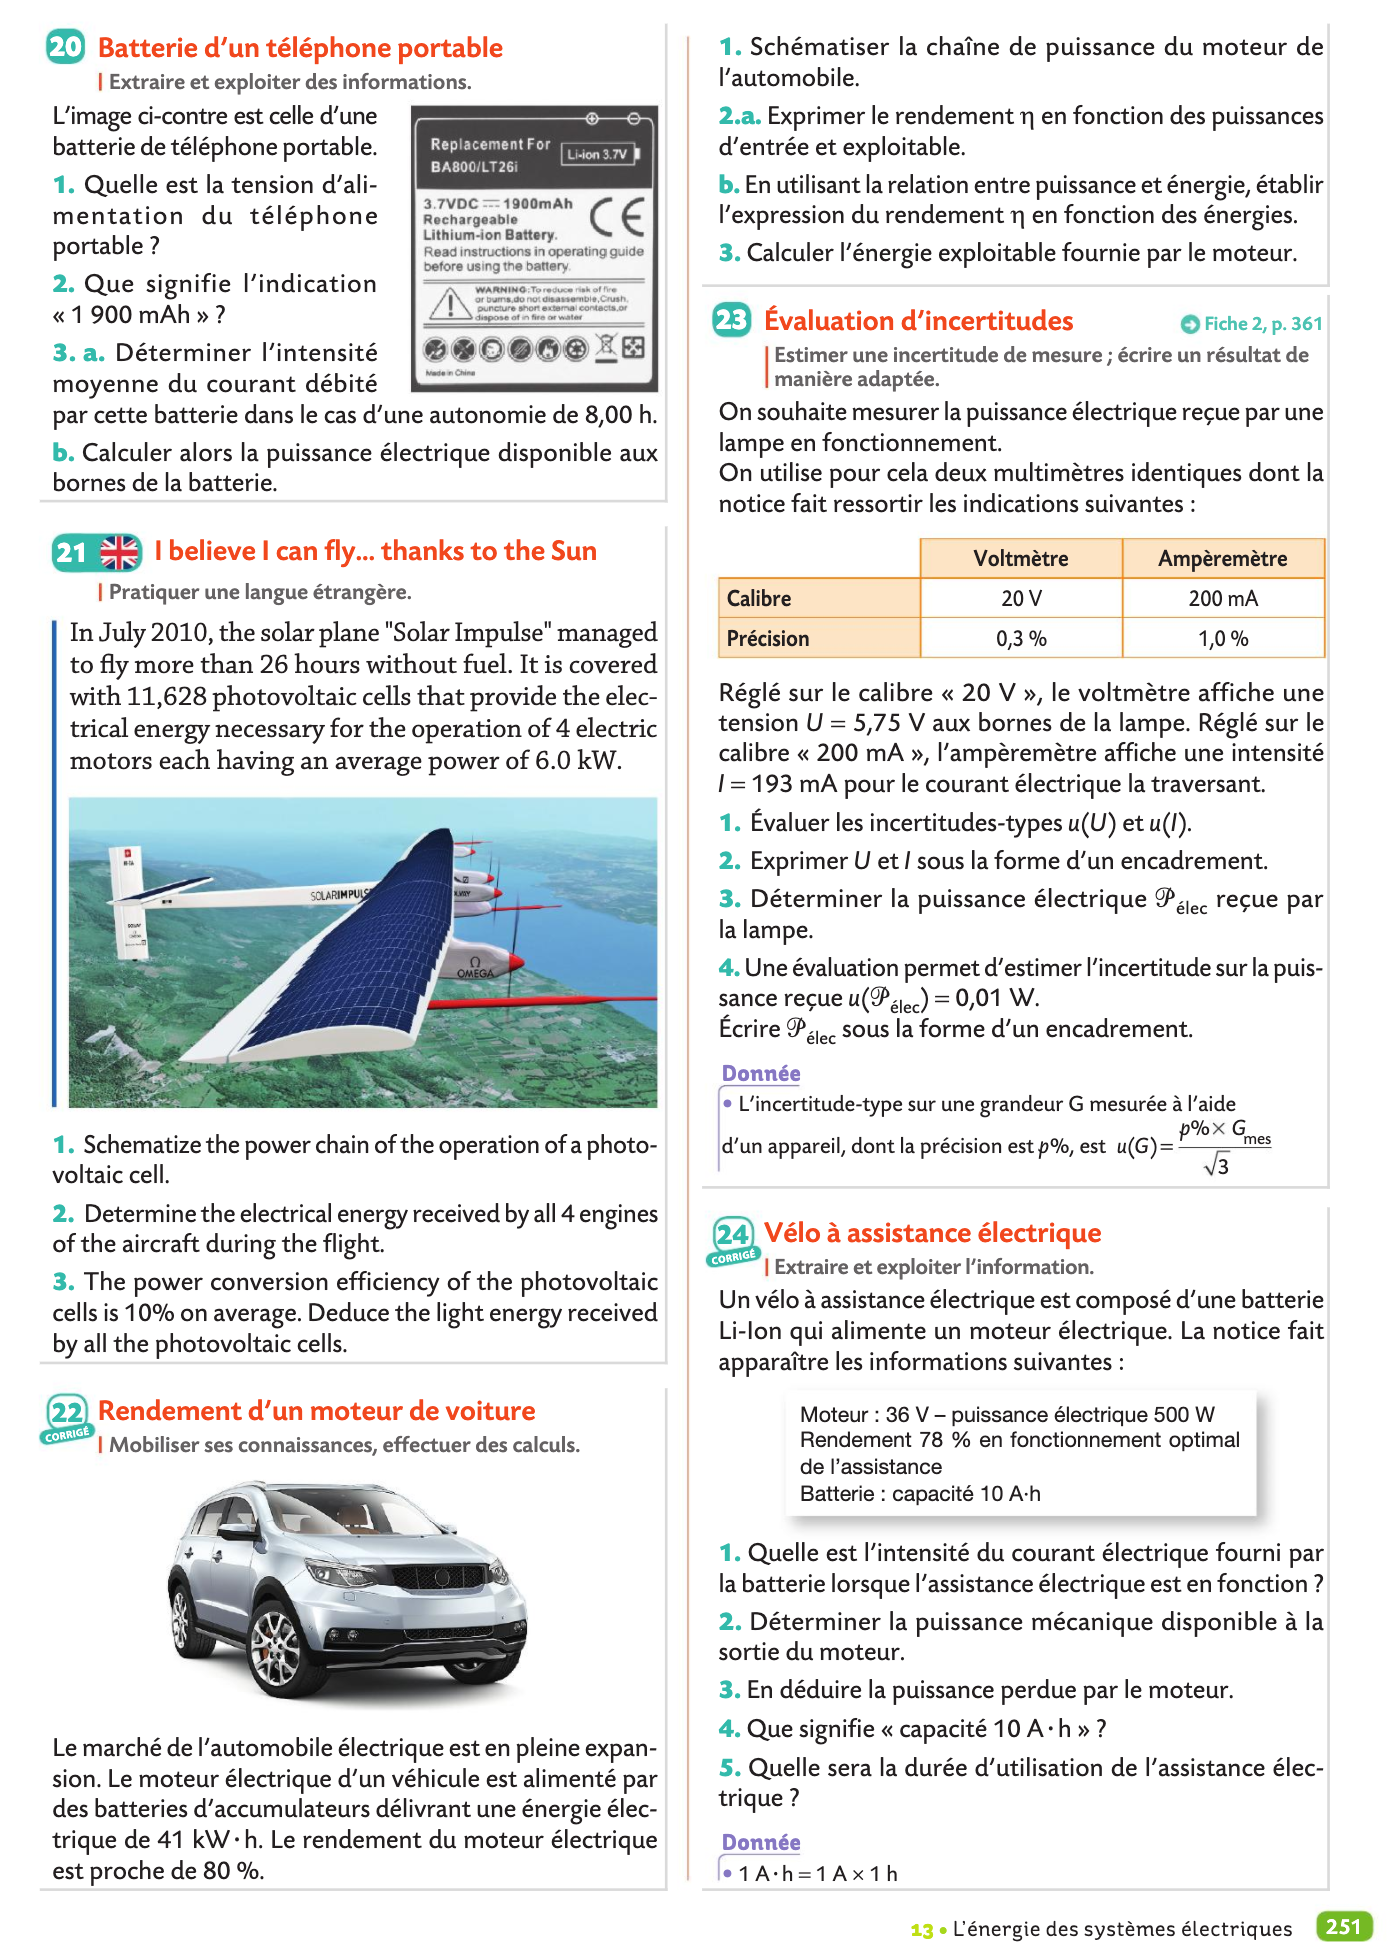 20 Batterie d'un téléphone portable
Extraire et exploiter des informations.
L'image ci-contre est celle d'une
batterie de téléphone portable.
1. Quelle est la tension d'ali-
mentation du téléphone
portable ?
2. Que signifie l'indication
« 1 900 mAh » ?
3. a. Déterminer l'intensité
moyenne du courant débité
par cette batterie dans le cas d'une autonomie de 8,00 h.
b. Calculer alors la puissance électrique disponible aux
bornes de la batterie.
Replacement For
BA800/LT26i
Li-ion 3.7V
3.7VDC ⎓ 1900mAh
Rechargeable
Lithium-ion Battery.
CE
Read instructions in operating guide
before using the battery.
WARNING:To reduce risk of fire
or burns,do not disassemble,Crush,
puncture short external contacts,or
dispose of in fire or water
Made in China
21 I believe I can fly... thanks to the Sun
Pratiquer une langue étrangère.
In July 2010, the solar plane "Solar Impulse" managed
to fly more than 26 hours without fuel. It is covered
with 11,628 photovoltaic cells that provide the elec-
trical energy necessary for the operation of 4 electric
motors each having an average power of 6.0 kW.
SOLARIMPULS
Ω
OMEGA
1. Schematize the power chain of the operation of a photo-
voltaic cell.
2. Determine the electrical energy received by all 4 engines
of the aircraft during the flight.
3. The power conversion efficiency of the photovoltaic
cells is 10% on average. Deduce the light energy received
by all the photovoltaic cells.
22 Rendement d'un moteur de voiture
CORRIGÉ
Mobiliser ses connaissances, effectuer des calculs.
Le marché de l'automobile électrique est en pleine expan-
sion. Le moteur électrique d'un véhicule est alimenté par
des batteries d'accumulateurs délivrant une énergie élec-
trique de 41 kW·h. Le rendement du moteur électrique
est proche de 80 %.
1. Schématiser la chaîne de puissance du moteur de
l'automobile.
2.a. Exprimer le rendement η en fonction des puissances
d'entrée et exploitable.
b. En utilisant la relation entre puissance et énergie, établir
l'expression du rendement η en fonction des énergies.
3. Calculer l'énergie exploitable fournie par le moteur.
23 Évaluation d'incertitudes
Fiche 2, p. 361
Estimer une incertitude de mesure ; écrire un résultat de
manière adaptée.
On souhaite mesurer la puissance électrique reçue par une
lampe en fonctionnement.
On utilise pour cela deux multimètres identiques dont la
notice fait ressortir les indications suivantes :
Voltmètre Ampèremètre
Calibre 20 V 200 mA
Précision 0,3 % 1,0 %
Réglé sur le calibre « 20 V », le voltmètre affiche une
tension U = 5,75 V aux bornes de la lampe. Réglé sur le
calibre « 200 mA », l'ampèremètre affiche une intensité
I = 193 mA pour le courant électrique la traversant.
1. Évaluer les incertitudes-types u(U) et u(I).
2. Exprimer U et I sous la forme d'un encadrement.
3. Déterminer la puissance électrique 𝒫élec reçue par
la lampe.
4. Une évaluation permet d'estimer l'incertitude sur la puis-
sance reçue u(𝒫élec) = 0,01 W.
Écrire 𝒫élec sous la forme d'un encadrement.
Donnée
• L'incertitude-type sur une grandeur G mesurée à l'aide
d'un appareil, dont la précision est p%, est u(G)= p%× Gmes / √3
24 Vélo à assistance électrique
CORRIGÉ
Extraire et exploiter l'information.
Un vélo à assistance électrique est composé d'une batterie
Li-Ion qui alimente un moteur électrique. La notice fait
apparaître les informations suivantes :
Moteur : 36 V – puissance électrique 500 W
Rendement 78 % en fonctionnement optimal
de l'assistance
Batterie : capacité 10 A·h
1. Quelle est l'intensité du courant électrique fourni par
la batterie lorsque l'assistance électrique est en fonction ?
2. Déterminer la puissance mécanique disponible à la
sortie du moteur.
3. En déduire la puissance perdue par le moteur.
4. Que signifie « capacité 10 A·h » ?
5. Quelle sera la durée d'utilisation de l'assistance élec-
trique ?
Donnée
• 1 A·h = 1 A × 1 h
13 • L'énergie des systèmes électriques 251